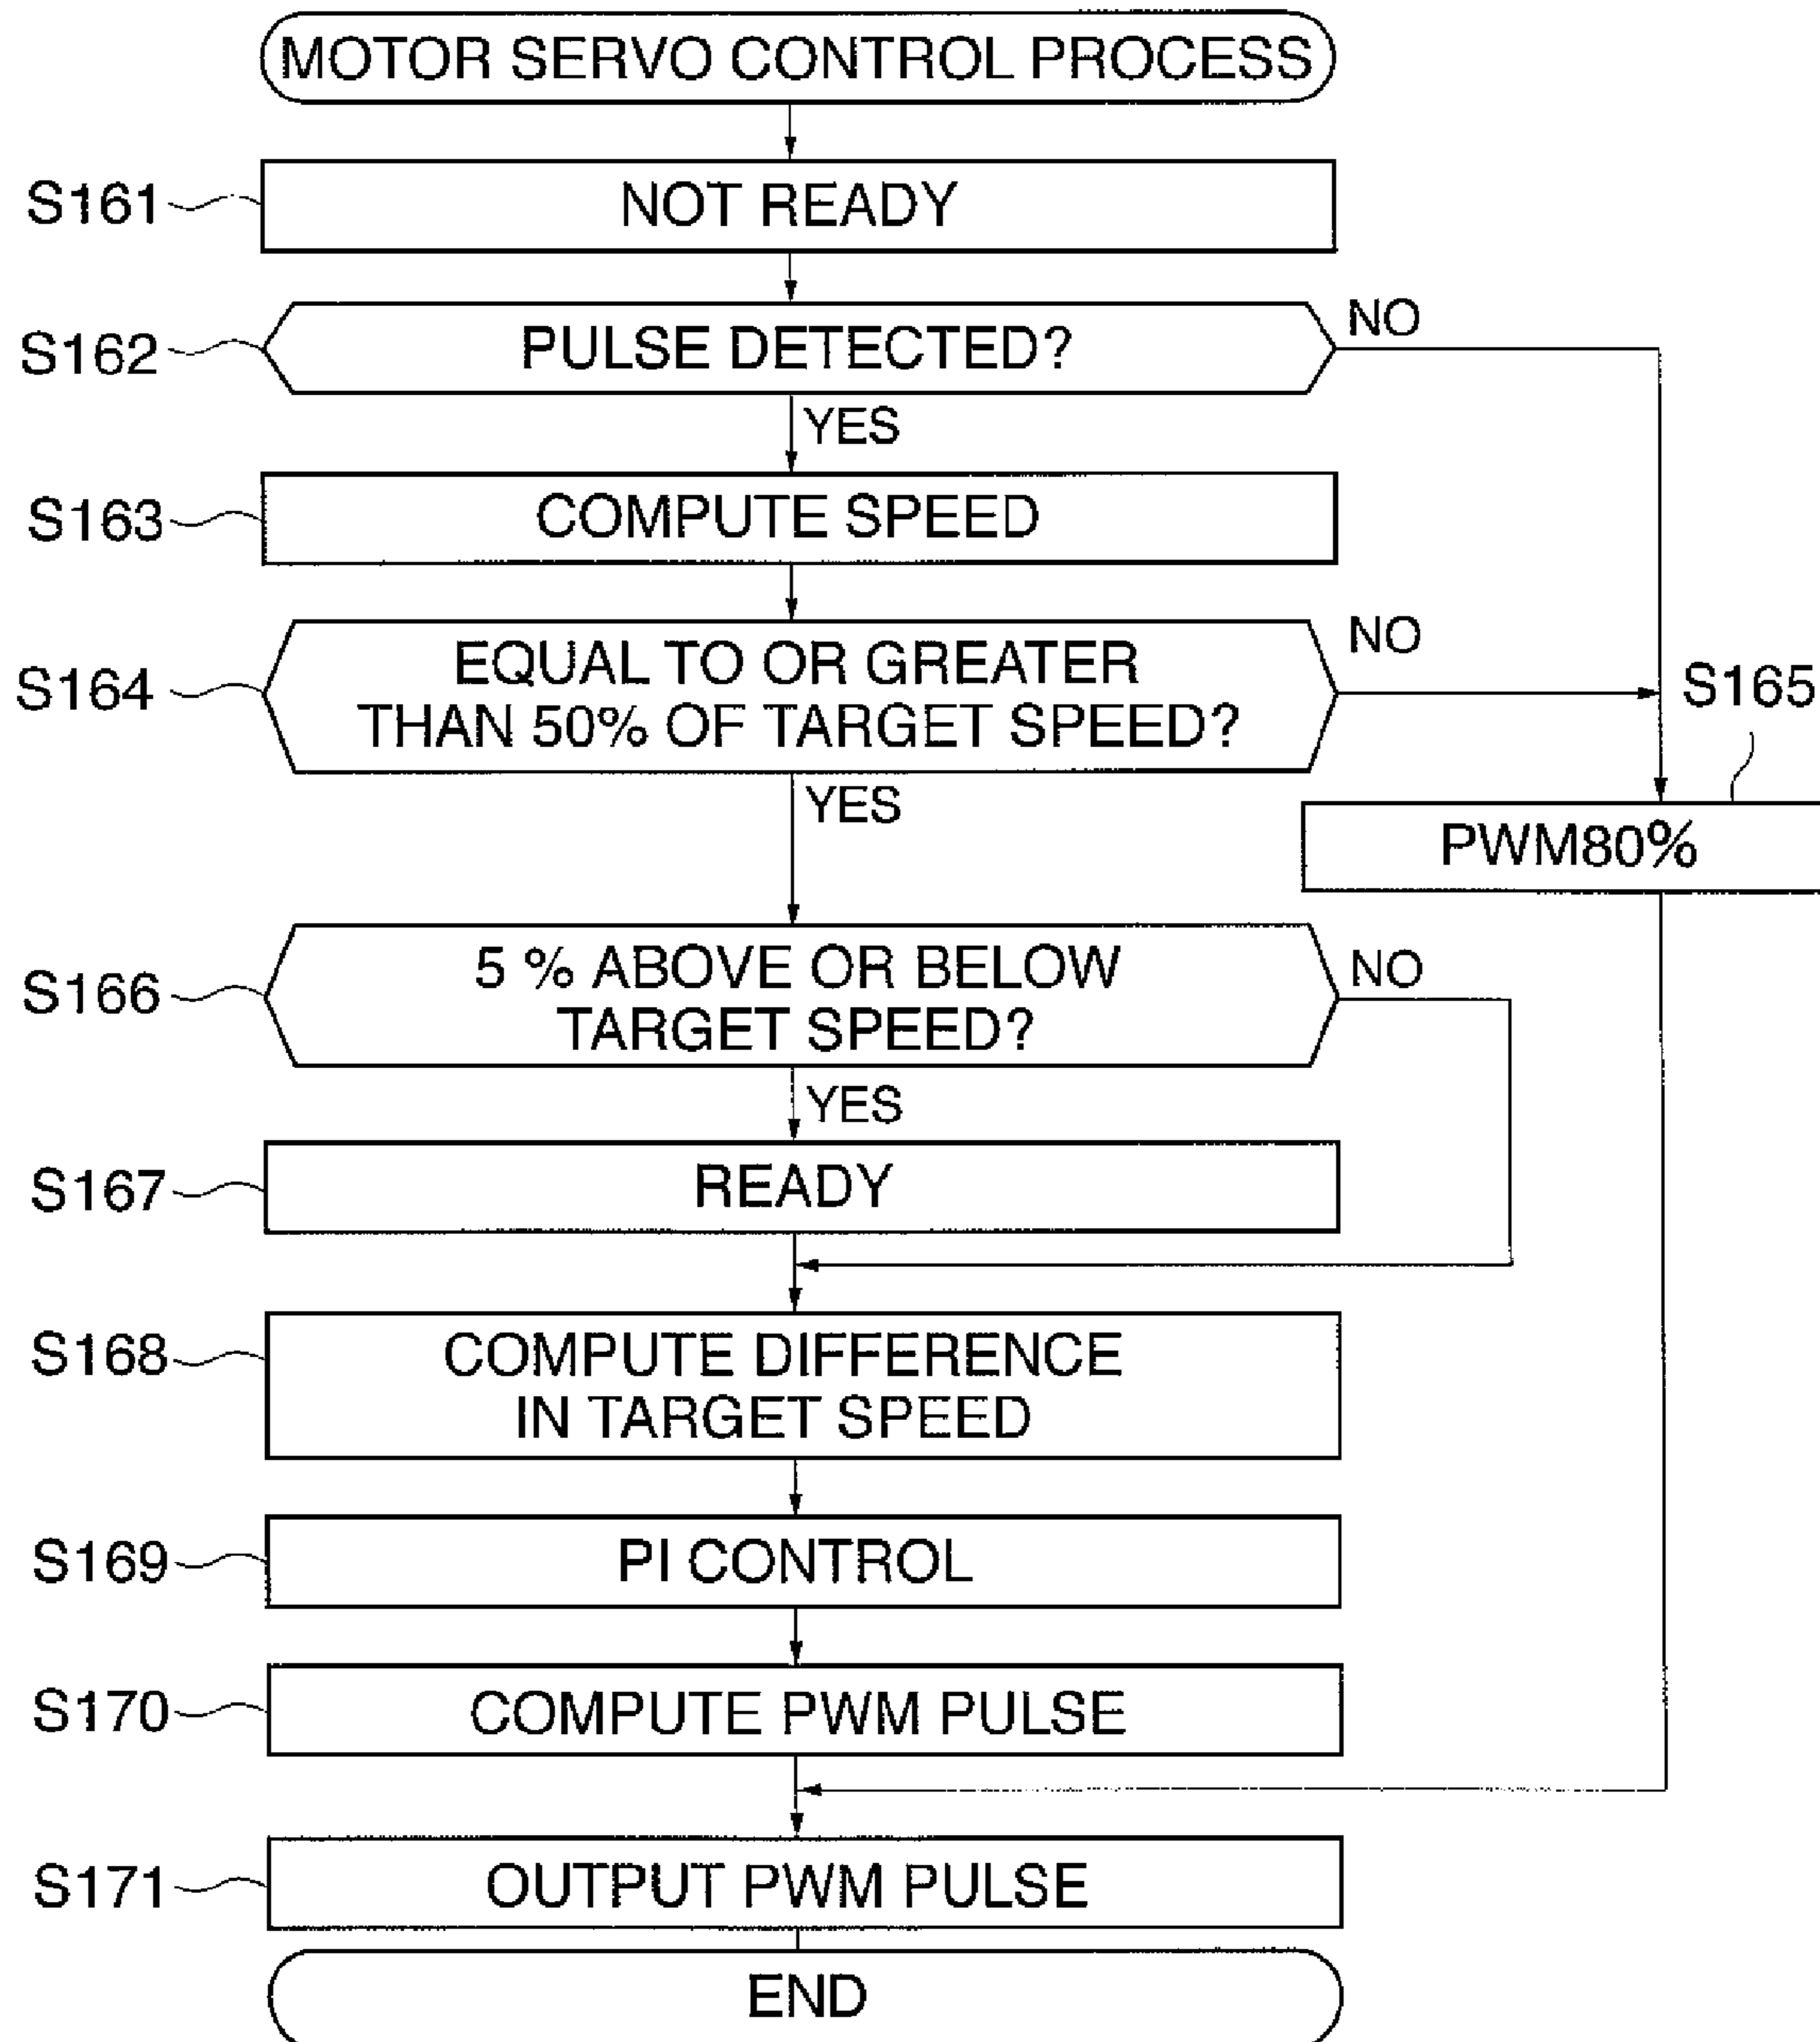 MOTOR SERVO CONTROL PROCESS
S161
NOT READY
S162
PULSE DETECTED?
NO
YES
S163
COMPUTE SPEED
S164
EQUAL TO OR GREATER
THAN 50% OF TARGET SPEED?
NO
YES
S165
PWM80%
S166
5 % ABOVE OR BELOW
TARGET SPEED?
NO
YES
S167
READY
S168
COMPUTE DIFFERENCE
IN TARGET SPEED
S169
PI CONTROL
S170
COMPUTE PWM PULSE
S171
OUTPUT PWM PULSE
END